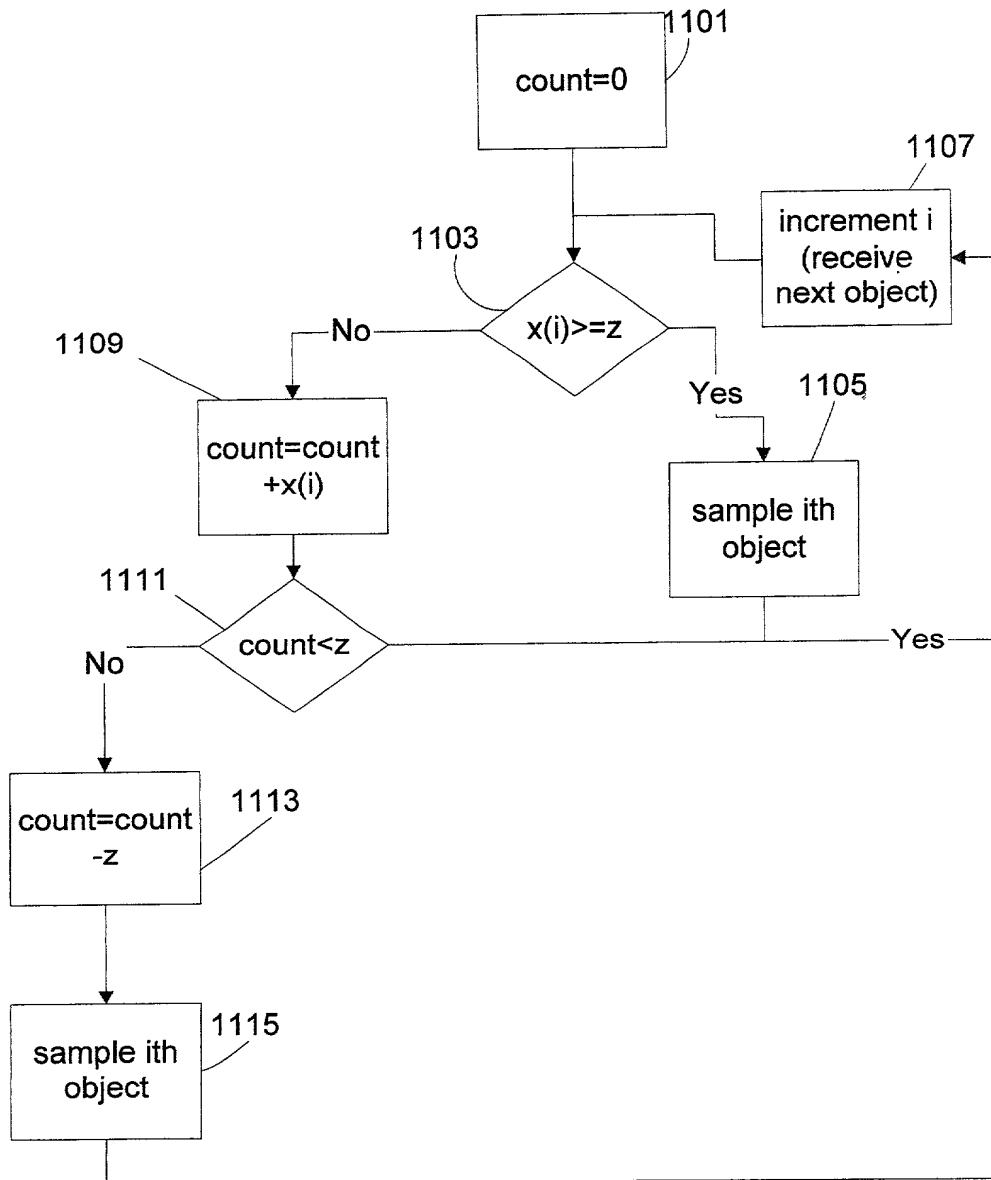 1101
count=0
1107
increment i
(receive
next object)
1103
x(i)>=z
No
Yes
1109
count=count
+x(i)
1105
sample ith
object
1111
count<z
No
Yes
1113
count=count
-z
1115
sample ith
object